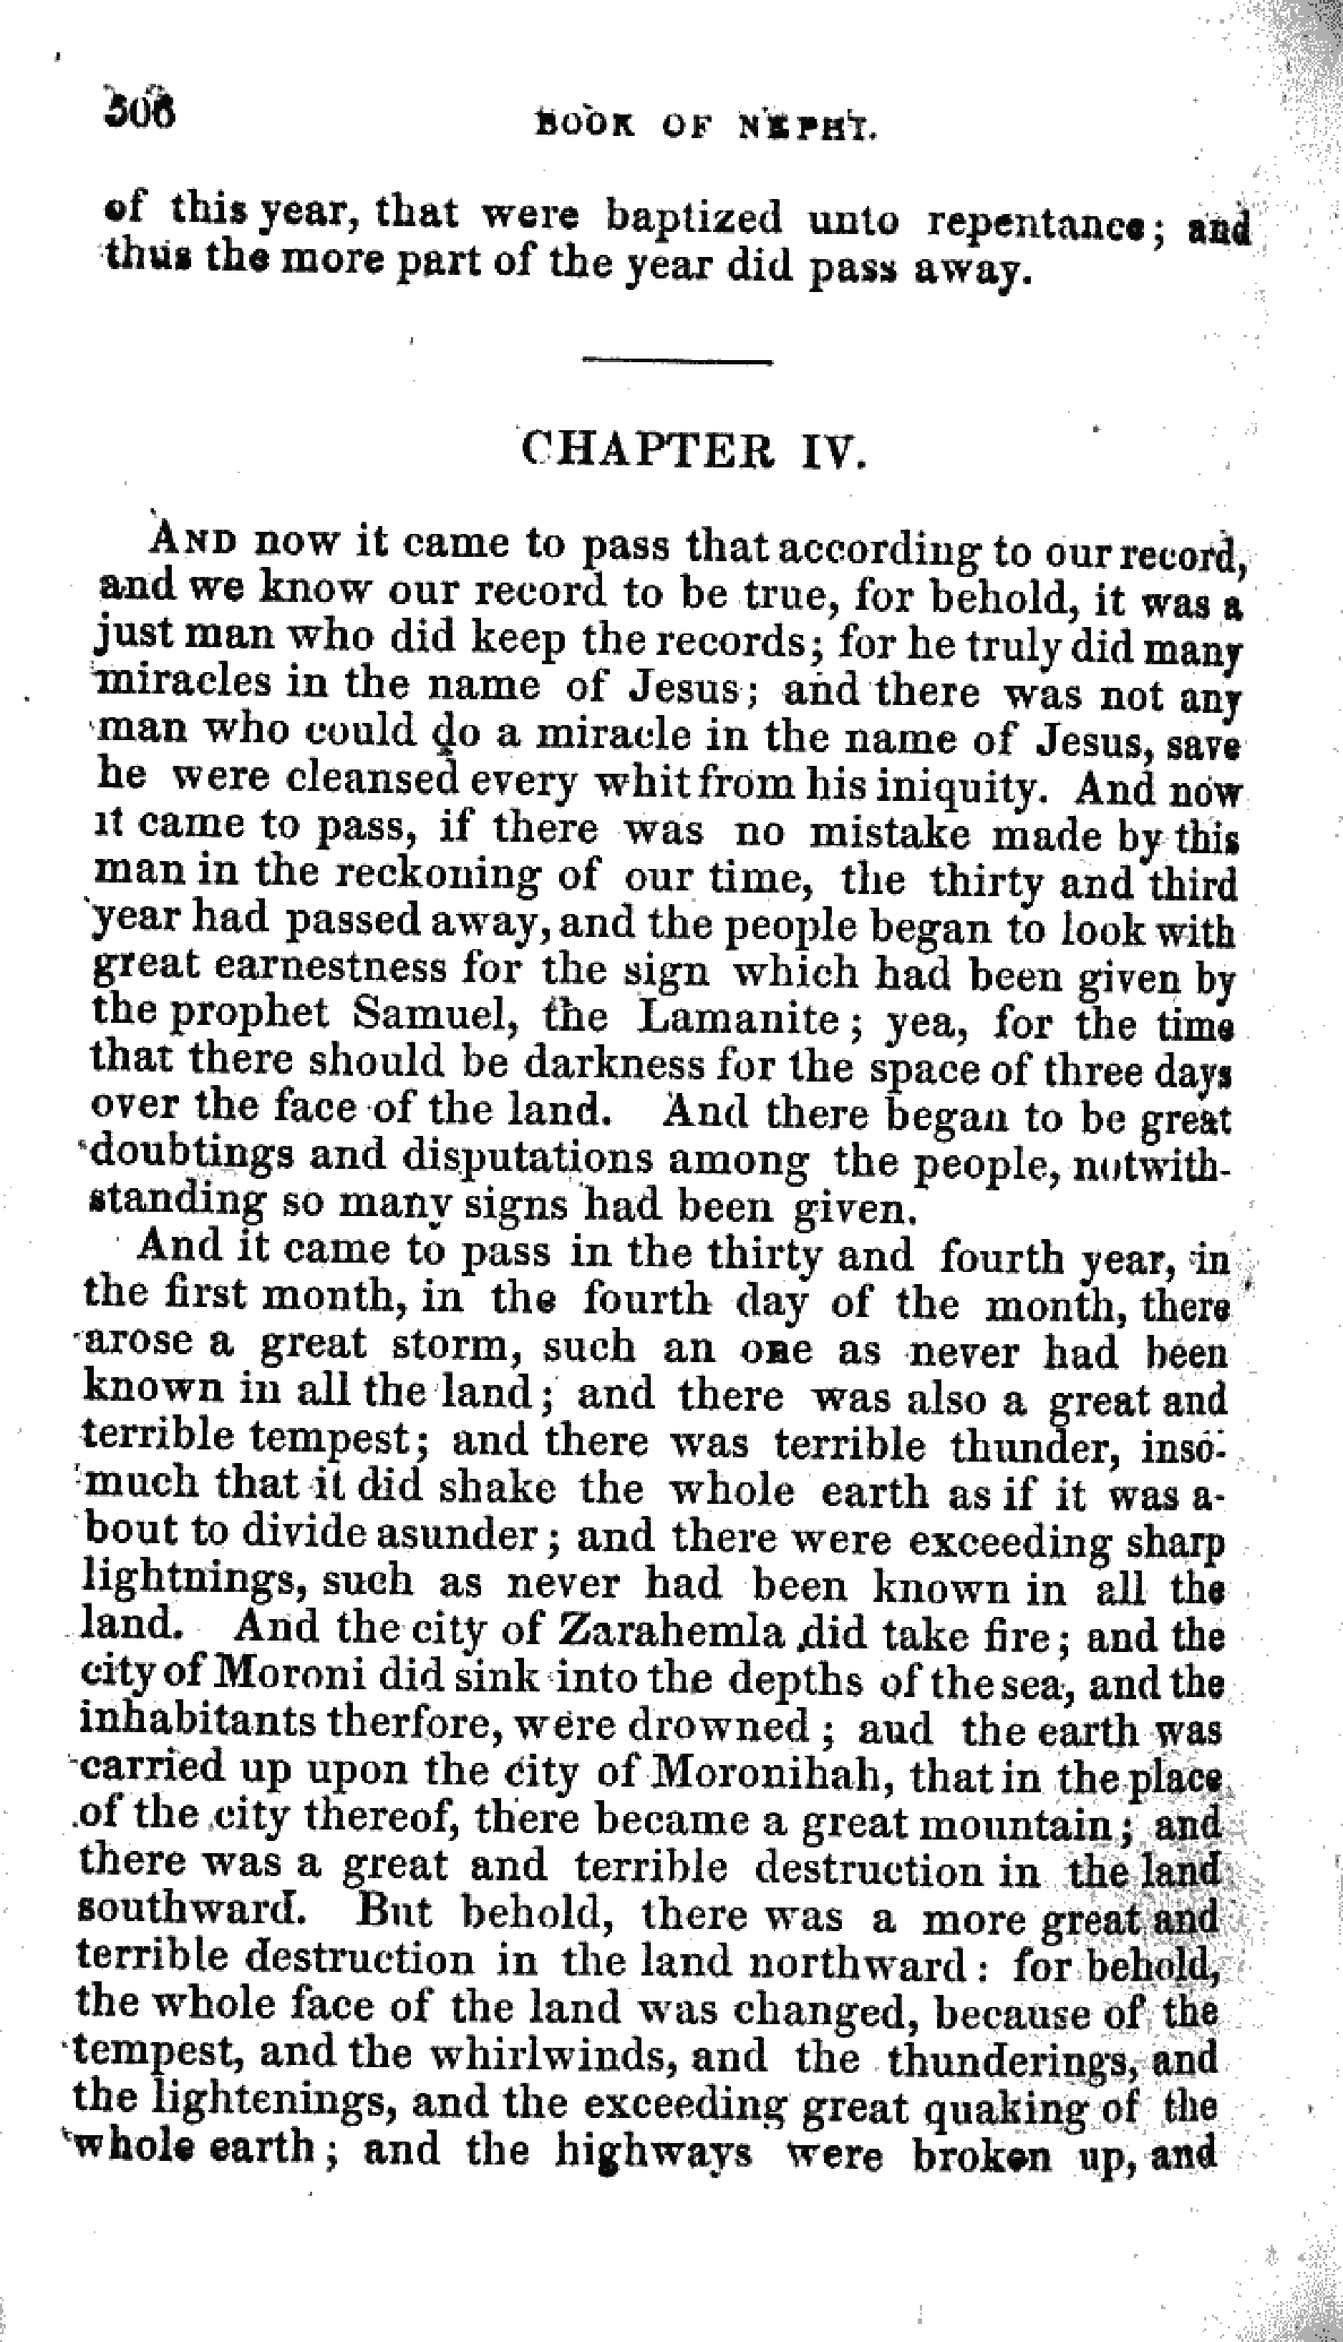 506
BOOK OF NEPHI.
of this year, that were baptized unto repentance; and
thus the more part of the year did pass away.
CHAPTER IV.
AND now it came to pass that according to our record,
and we know our record to be true, for behold, it was a
just man who did keep the records; for he truly did many
miracles in the name of Jesus; and there was not any
man who could do a miracle in the name of Jesus, save
he were cleansed every whit from his iniquity. And now
it came to pass, if there was no mistake made by this
man in the reckoning of our time, the thirty and third
year had passed away, and the people began to look with
great earnestness for the sign which had been given by
the prophet Samuel, the Lamanite; yea, for the time
that there should be darkness for the space of three days
over the face of the land. And there began to be great
doubtings and disputations among the people, notwith-
standing so many signs had been given.
And it came to pass in the thirty and fourth year, in
the first month, in the fourth day of the month, there
arose a great storm, such an one as never had been
known in all the land; and there was also a great and
terrible tempest; and there was terrible thunder, inso-
much that it did shake the whole earth as if it was a-
bout to divide asunder; and there were exceeding sharp
lightnings, such as never had been known in all the
land. And the city of Zarahemla did take fire; and the
city of Moroni did sink into the depths of the sea, and the
inhabitants therfore, were drowned; aud the earth was
carried up upon the city of Moronihah, that in the place
of the city thereof, there became a great mountain; and
there was a great and terrible destruction in the land
southward. But behold, there was a more great and
terrible destruction in the land northward: for behold,
the whole face of the land was changed, because of the
tempest, and the whirlwinds, and the thunderings, and
the lightenings, and the exceeding great quaking of the
whole earth; and the highways were broken up, and